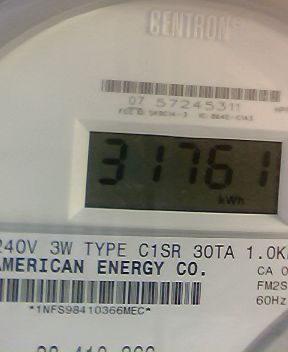 CENTRON®
07 57245311
31761
kWh
240V 3W TYPE C1SR 30TA 1.0K
AMERICAN ENERGY CO.
CA 0
FM2S
*1NFS98410366MEC*
60Hz